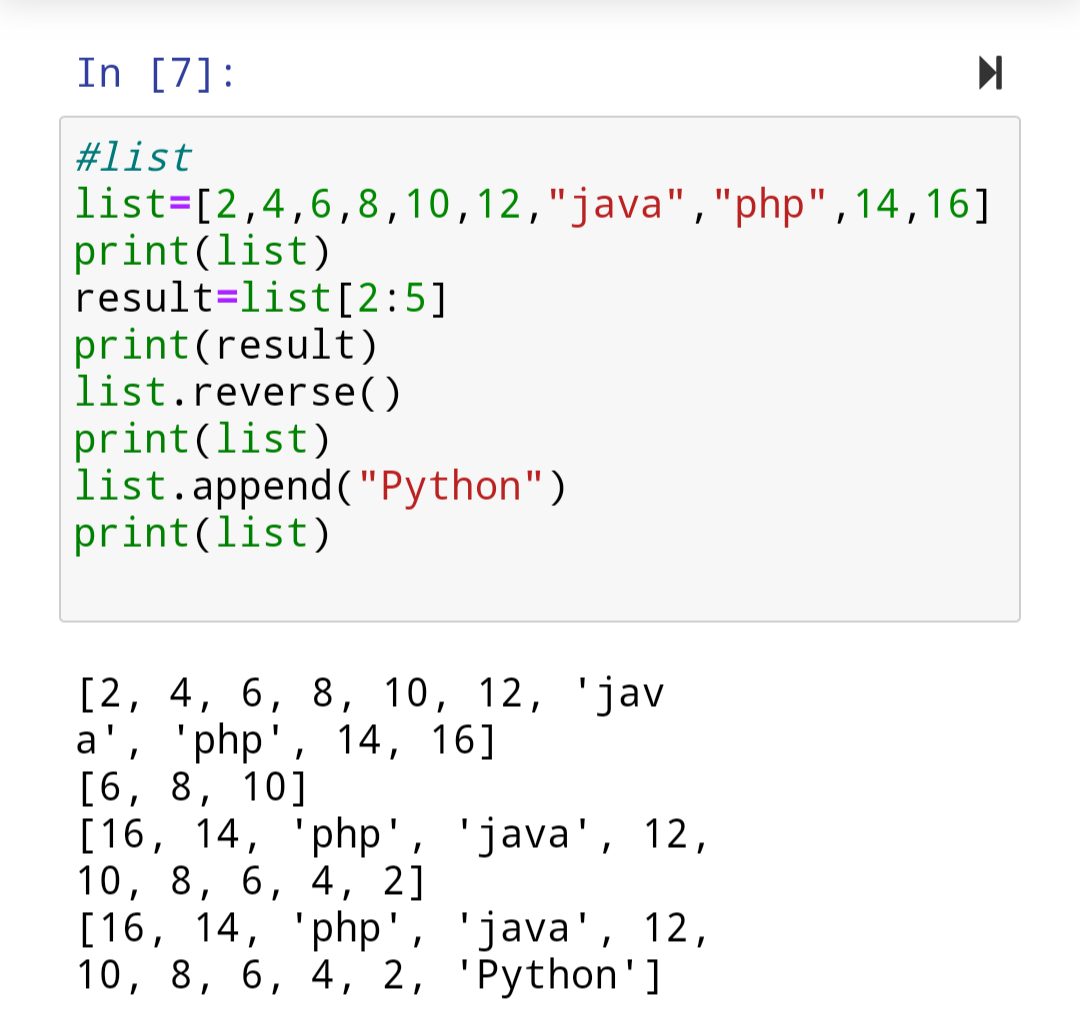 In [7]:
#list
list=[2,4,6,8,10,12,"java","php",14,16]
print(list)
result=list[2:5]
print(result)
list.reverse()
print(list)
list.append("Python")
print(list)
[2, 4, 6, 8, 10, 12, 'jav
a', 'php', 14, 16]
[6, 8, 10]
[16, 14, 'php', 'java', 12,
10, 8, 6, 4, 2]
[16, 14, 'php', 'java', 12,
10, 8, 6, 4, 2, 'Python']